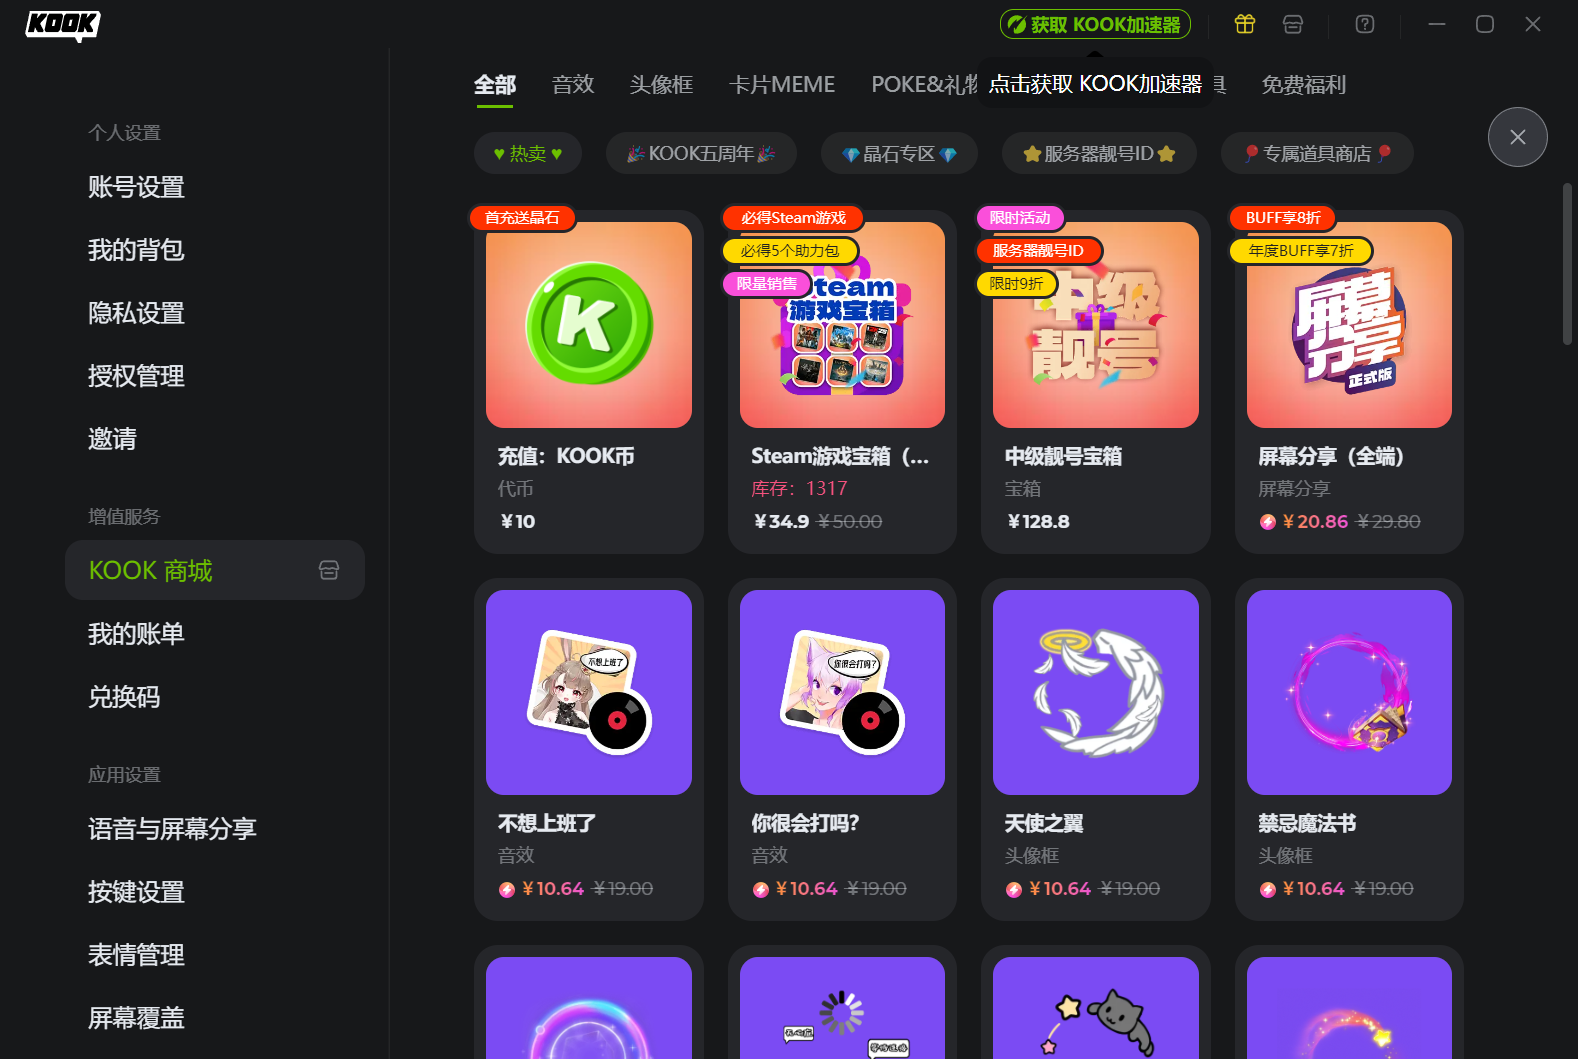 KOOK
获取 KOOK加速器
点击获取 KOOK加速器
全部
音效
头像框
卡片MEME
POKE&礼物
具
免费福利
♥ 热卖 ♥
🎉KOOK五周年🎉
💎晶石专区💎
⭐服务器靓号ID⭐
🎈专属道具商店🎈
个人设置
账号设置
我的背包
隐私设置
授权管理
邀请
增值服务
KOOK 商城
我的账单
兑换码
应用设置
语音与屏幕分享
按键设置
表情管理
屏幕覆盖
首充送晶石
K
充值：KOOK币
代币
¥10
必得Steam游戏
必得5个助力包
限量销售
team
游戏宝箱
Steam游戏宝箱（...
库存：1317
¥34.9 ¥50.00
限时活动
服务器靓号ID
限时9折
中级
靓号
中级靓号宝箱
宝箱
¥128.8
BUFF享8折
年度BUFF享7折
屏幕
分享
正式版
屏幕分享（全端）
屏幕分享
¥20.86 ¥29.80
不想上班了
不想上班了
音效
¥10.64 ¥19.00
你很会打吗?
你很会打吗?
音效
¥10.64 ¥19.00
天使之翼
头像框
¥10.64 ¥19.00
禁忌魔法书
头像框
¥10.64 ¥19.00